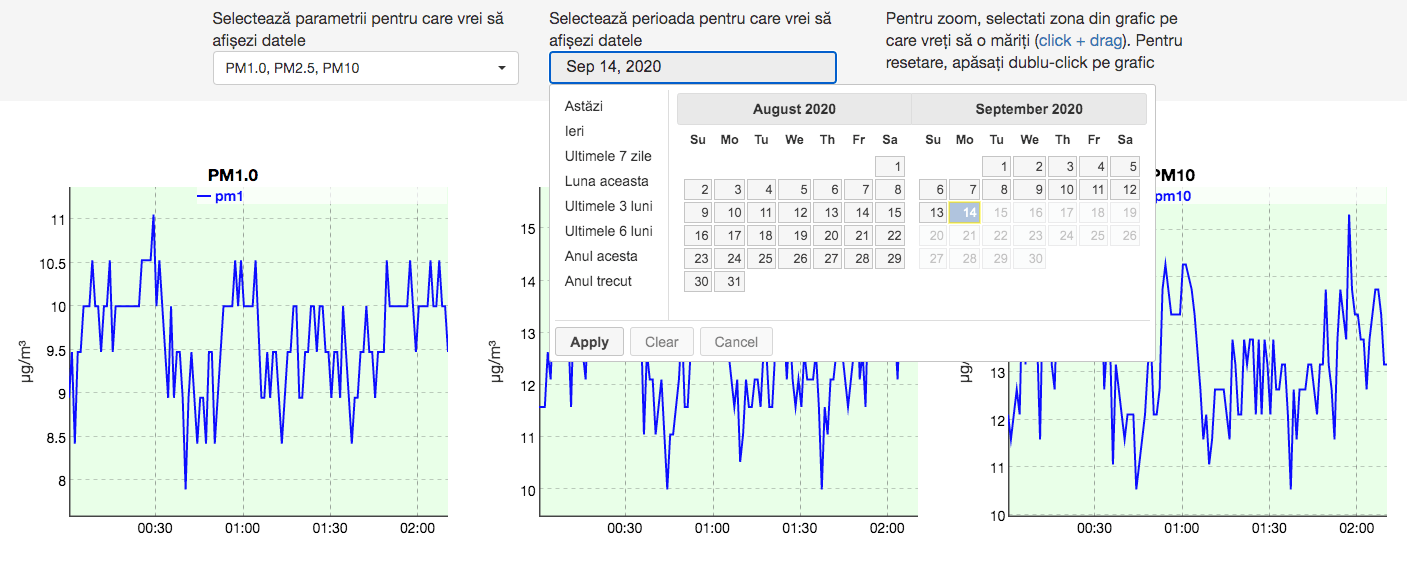 Selectează parametrii pentru care vrei să
afișezi datele
PM1.0, PM2.5, PM10
Selectează perioada pentru care vrei să
afișezi datele
Sep 14, 2020
Pentru zoom, selectati zona din grafic pe
care vreți să o măriți (click + drag). Pentru
resetare, apăsați dublu-click pe grafic
Astăzi
Ieri
Ultimele 7 zile
Luna aceasta
Ultimele 3 luni
Ultimele 6 luni
Anul acesta
Anul trecut
August 2020
Su Mo Tu We Th Fr Sa
1
2 3 4 5 6 7 8
9 10 11 12 13 14 15
16 17 18 19 20 21 22
23 24 25 26 27 28 29
30 31
September 2020
Su Mo Tu We Th Fr Sa
1 2 3 4 5
6 7 8 9 10 11 12
13 14 15 16 17 18 19
20 21 22 23 24 25 26
27 28 29 30
Apply Clear Cancel
PM1.0
pm1
µg/m³
11
10.5
10
9.5
9
8.5
8
00:30 01:00 01:30 02:00
µg/m³
15
14
13
12
11
10
00:30 01:00 01:30 02:00
PM10
pm10
13
12
11
10
00:30 01:00 01:30 02:00